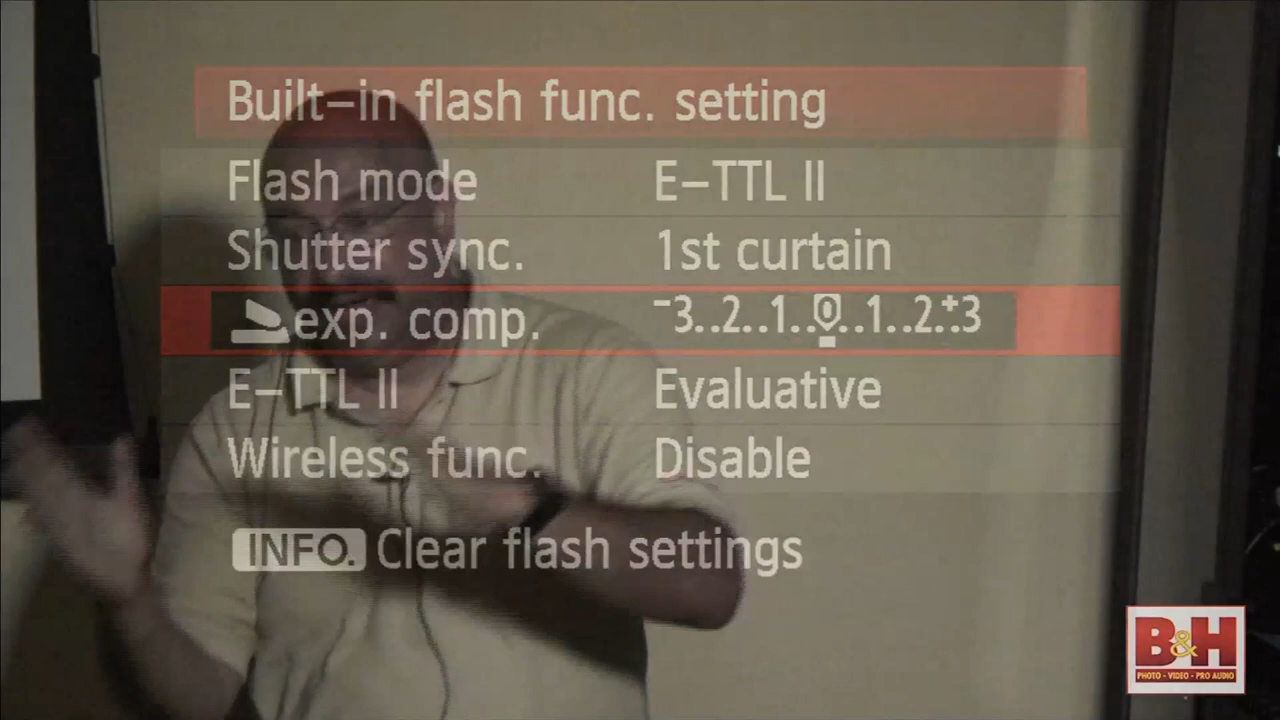 Built-in flash func. setting
Flash mode E-TTL II
Shutter sync. 1st curtain
exp. comp. -3..2..1..0..1..2..+3
E-TTL II Evaluative
Wireless func. Disable
INFO. Clear flash settings
B&H
PHOTO - VIDEO - PRO AUDIO